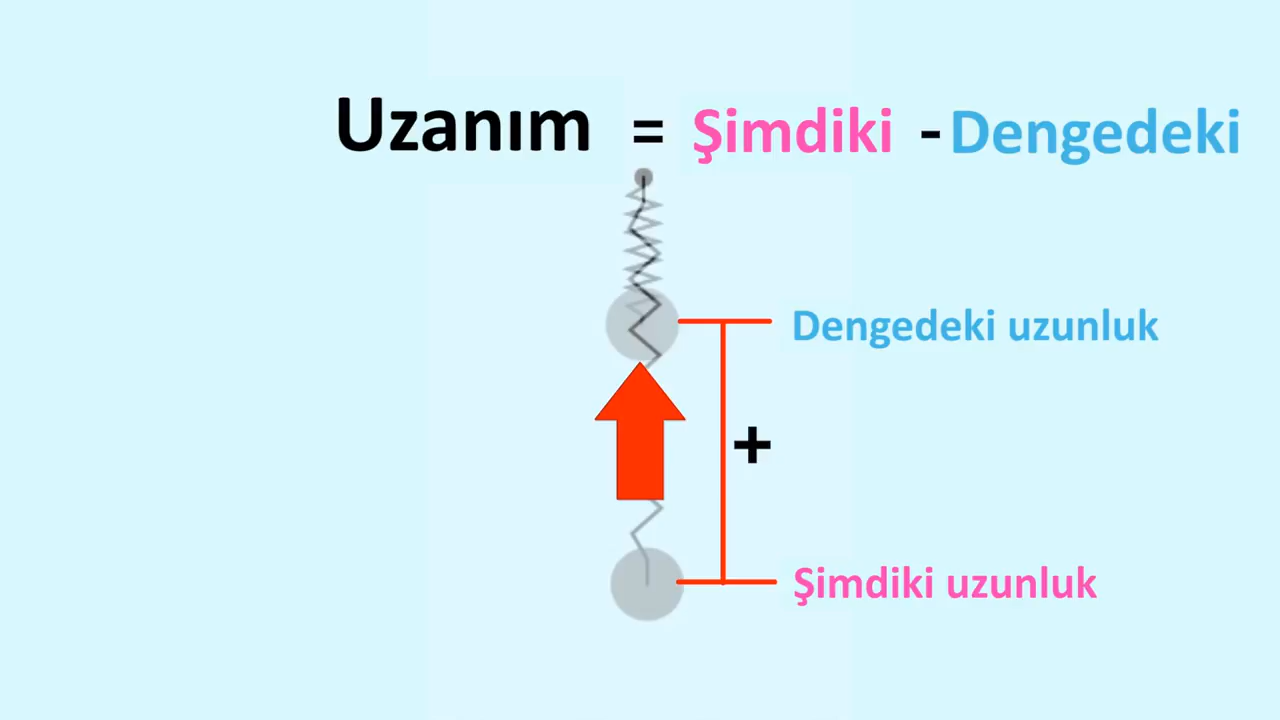 Uzanım = Şimdiki - Dengedeki
Dengedeki uzunluk
+
Şimdiki uzunluk